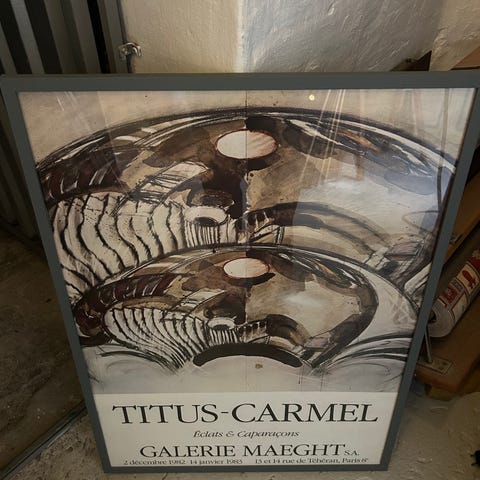 TITUS-CARMEL
Éclats & Caparaçons
GALERIE MAEGHT S.A.
2 décembre 1982 - 14 janvier 1983 13 et 14 rue de Téhéran, Paris 8e